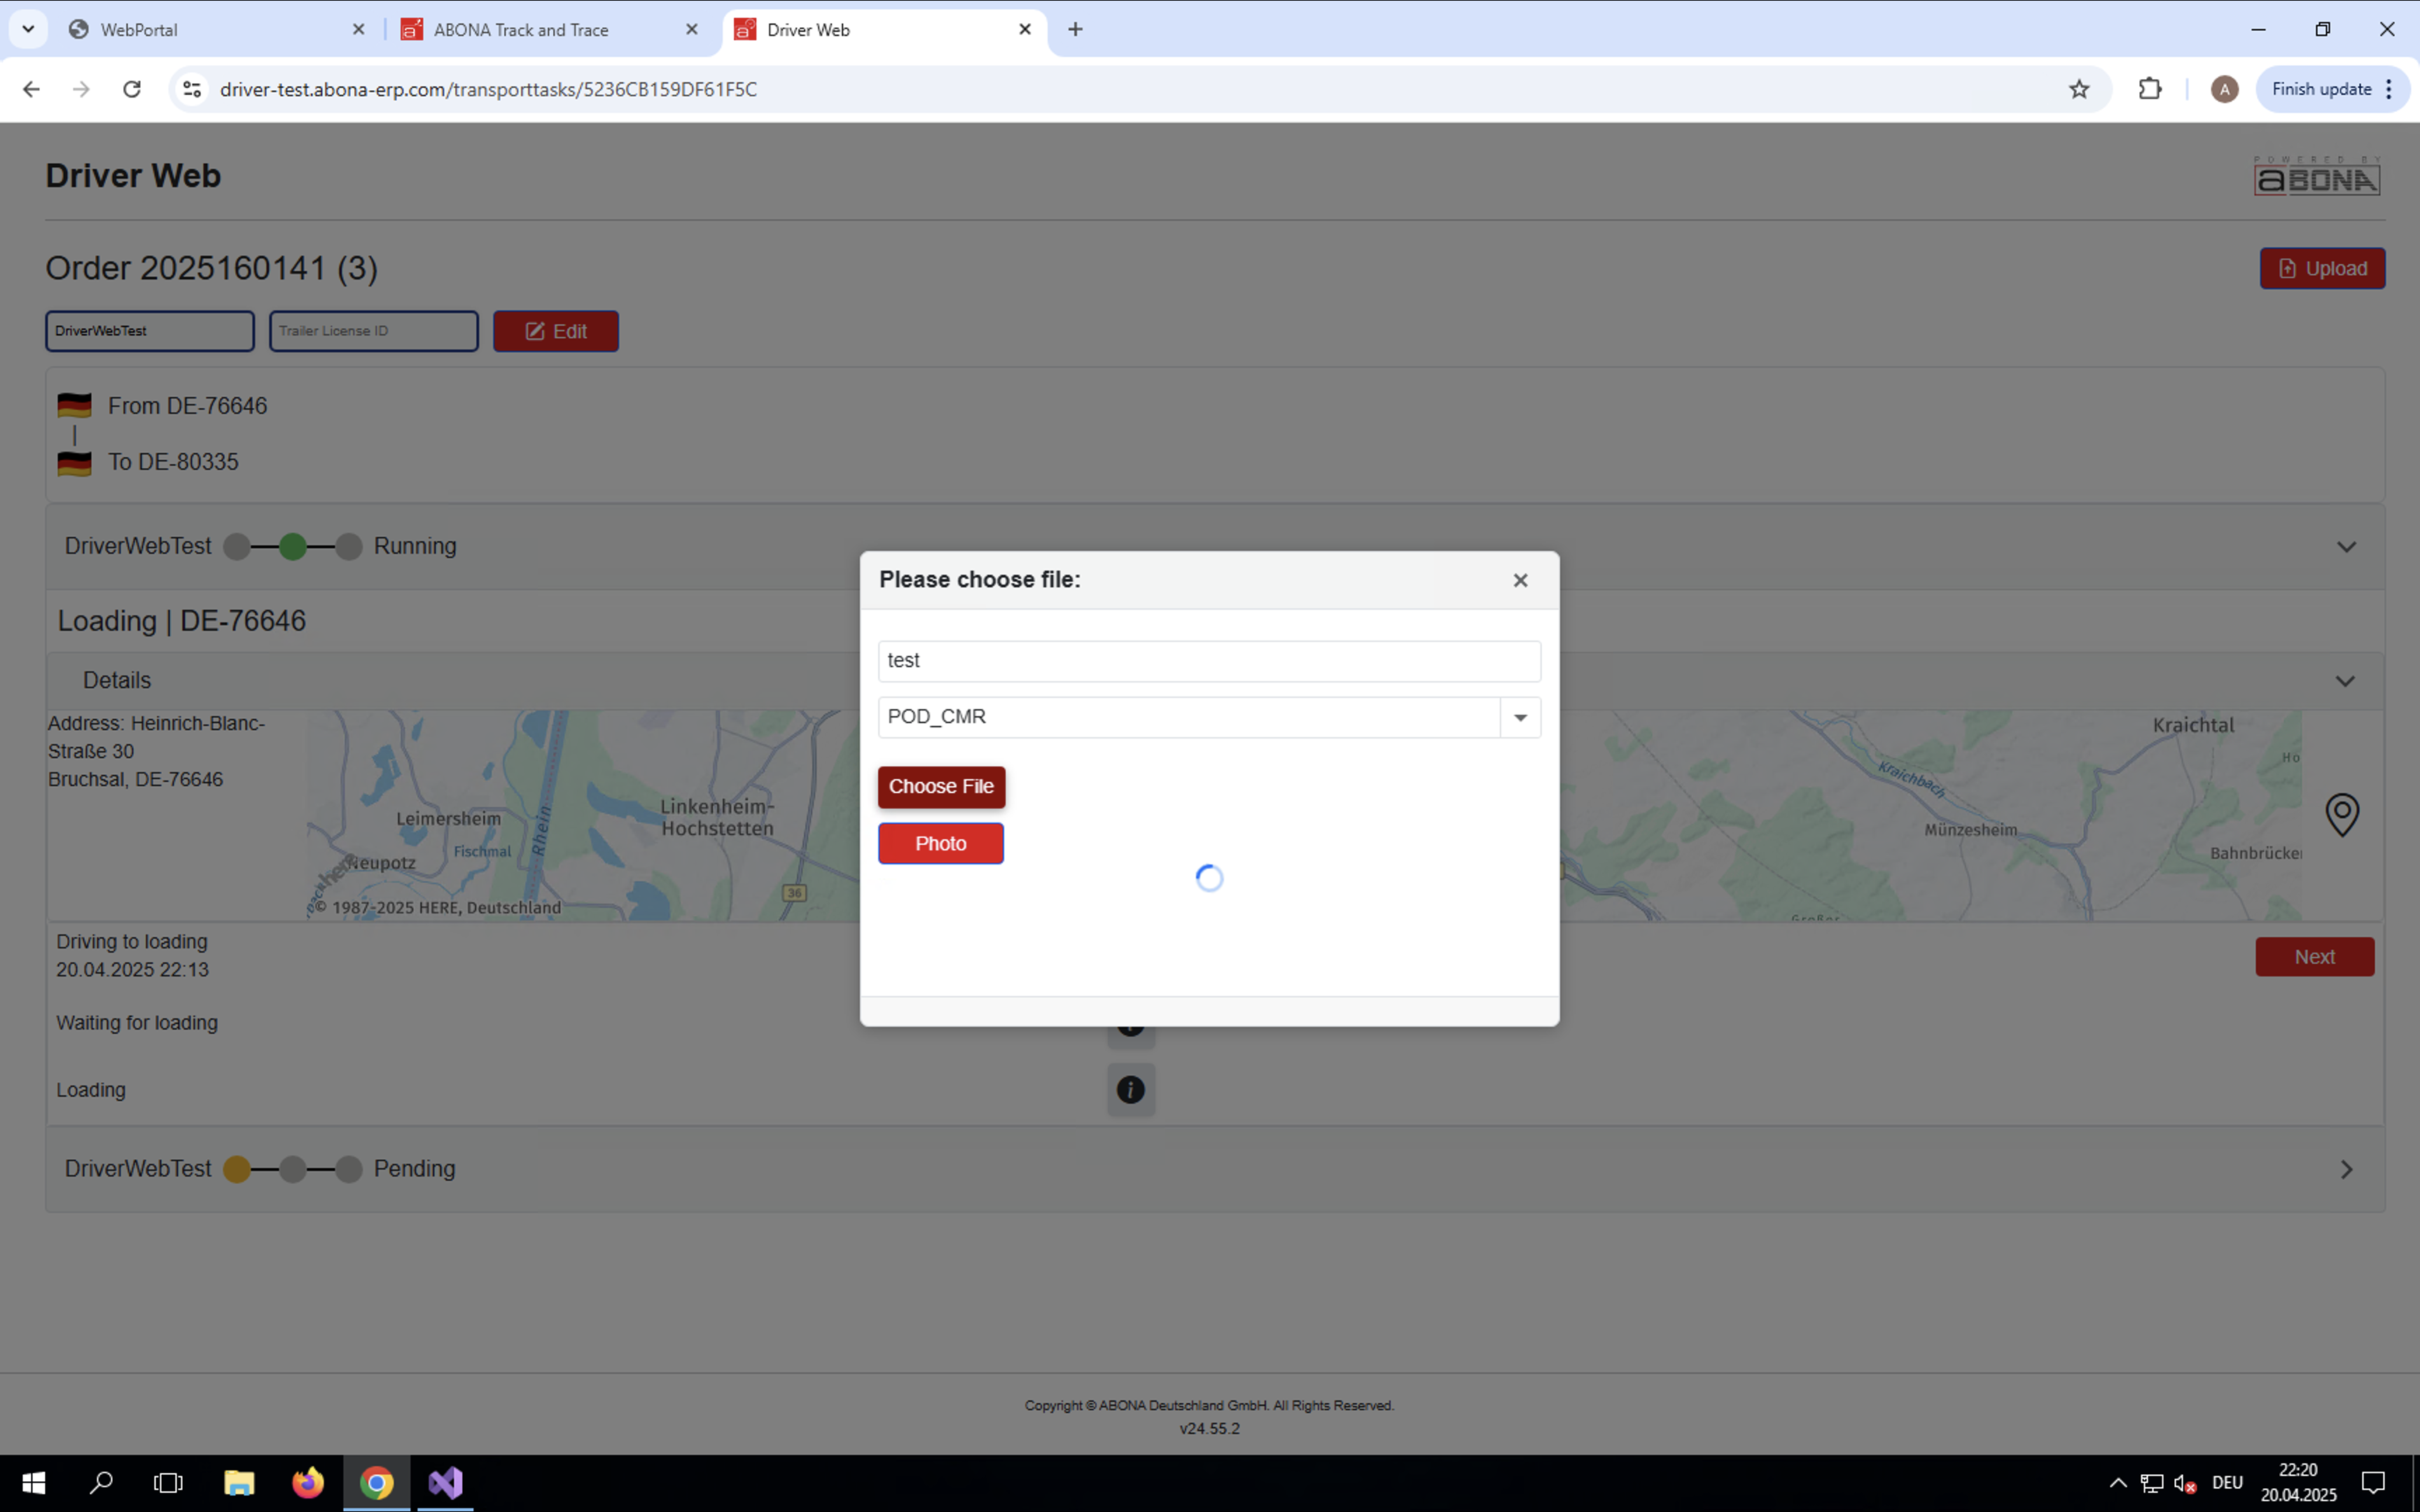 WebPortal
ABONA Track and Trace
Driver Web
driver-test.abona-erp.com/transporttasks/5236CB159DF61F5C
A
Finish update
Driver Web
POWERED BY
aBONA
Order 2025160141 (3)
Upload
DriverWebTest
Trailer License ID
Edit
From DE-76646
To DE-80335
DriverWebTest
Running
Loading | DE-76646
Details
Address: Heinrich-Blanc-
Straße 30
Bruchsal, DE-76646
Leimersheim
Fischmal
Neupotz
Rhein
Linkenheim-
Hochstetten
36
here
© 1987-2025 HERE, Deutschland
Kraichtal
Kraichbach
Münzesheim
Please choose file:
test
POD_CMR
Choose File
Photo
Driving to loading
20.04.2025 22:13
Next
Waiting for loading
Loading
DriverWebTest
Pending
Copyright © ABONA Deutschland GmbH. All Rights Reserved.
v24.55.2
DEU
22:20
20.04.2025